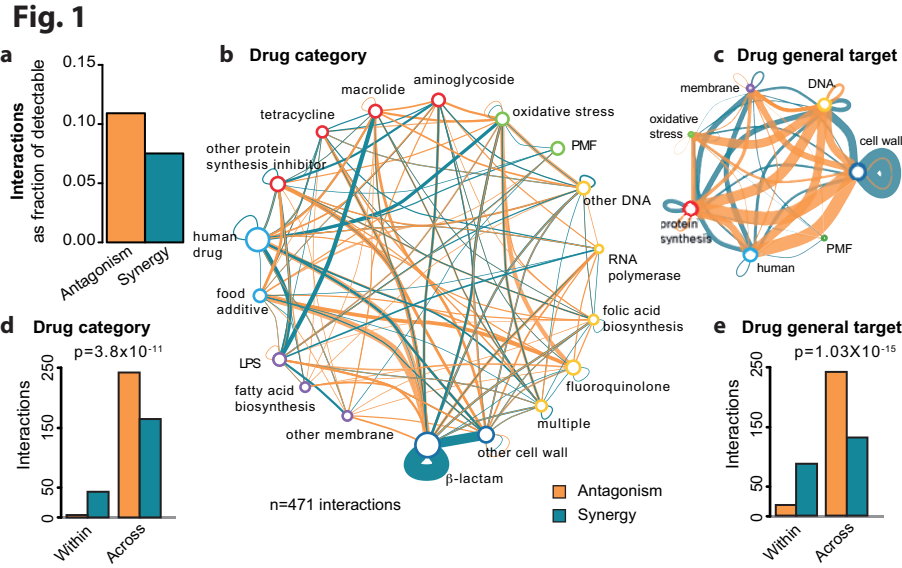 Fig. 1
a
Interactions
as fraction of detectable
0.15
0.10
0.05
0.00
Antagonism
Synergy
b Drug category
aminoglycoside
macrolide
oxidative stress
tetracycline
PMF
other protein
synthesis inhibitor
other DNA
human
drug
RNA
polymerase
food
additive
folic acid
biosynthesis
LPS
fluoroquinolone
fatty acid
biosynthesis
multiple
other membrane
other cell wall
β-lactam
n=471 interactions
Antagonism
Synergy
c Drug general target
membrane
DNA
oxidative
stress
cell wall
protein
synthesis
PMF
human
d Drug category
p=3.8x10-11
Interactions
250
150
50
0
Within
Across
e Drug general target
p=1.03X10-15
Interactions
250
150
50
0
Within
Across